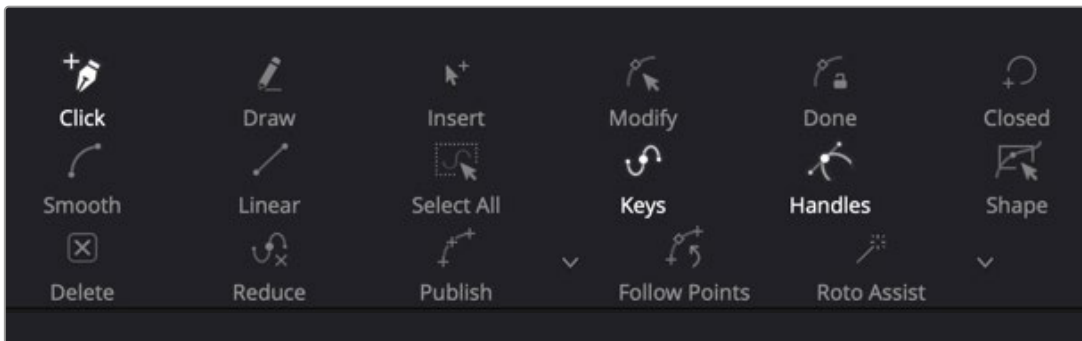 Click Draw Insert Modify Done Closed
Smooth Linear Select All Keys Handles Shape
Delete Reduce Publish Follow Points Roto Assist